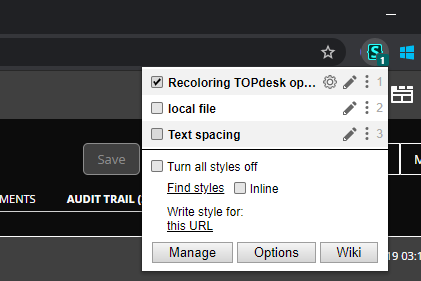 1
Recoloring TOPdesk op... 1
local file 2
Text spacing 3
Save
M
Turn all styles off
Find styles Inline
MENTS AUDIT TRAIL (
Write style for:
this URL
Manage Options Wiki
19 03:1